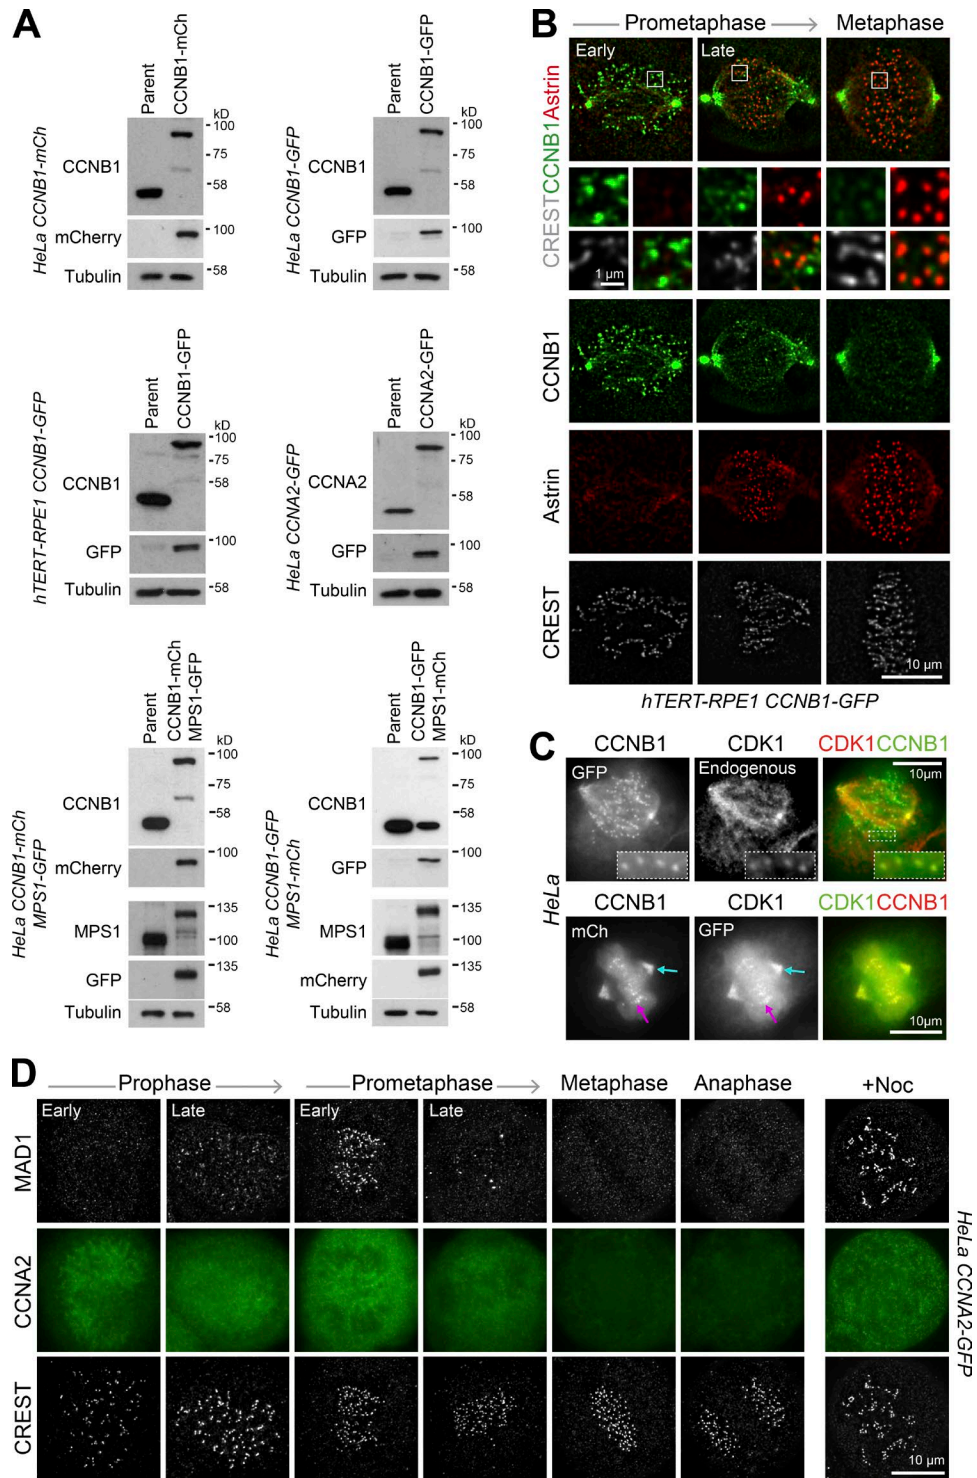 A
Parent
CCNB1-mCh
kD
HeLa CCNB1-mCh
CCNB1
100
75
58
mCherry
100
Tubulin
58
Parent
CCNB1-GFP
kD
HeLa CCNB1-GFP
CCNB1
100
75
58
GFP
100
Tubulin
58
Parent
CCNB1-GFP
kD
hTERT-RPE1 CCNB1-GFP
CCNB1
100
75
58
GFP
100
Tubulin
58
Parent
CCNA2-GFP
kD
HeLa CCNA2-GFP
CCNA2
100
75
58
GFP
100
Tubulin
58
Parent
CCNB1-mCh
MPS1-GFP
kD
HeLa CCNB1-mCh
MPS1-GFP
CCNB1
100
75
58
mCherry
100
MPS1
135
100
GFP
135
Tubulin
58
Parent
CCNB1-GFP
MPS1-mCh
kD
HeLa CCNB1-GFP
MPS1-mCh
CCNB1
100
75
58
GFP
100
MPS1
135
100
mCherry
135
Tubulin
58
B
Prometaphase Metaphase
Early Late
CRESTCCNB1Astrin
1 µm
CCNB1
Astrin
CREST
10 µm
hTERT-RPE1 CCNB1-GFP
C
CCNB1 CDK1 CDK1CCNB1
GFP Endogenous 10µm
HeLa
CCNB1 CDK1 CDK1CCNB1
mCh GFP
10µm
D
Prophase Prometaphase Metaphase Anaphase +Noc
Early Late Early Late
MAD1
CCNA2
CREST
10 µm
HeLa CCNA2-GFP